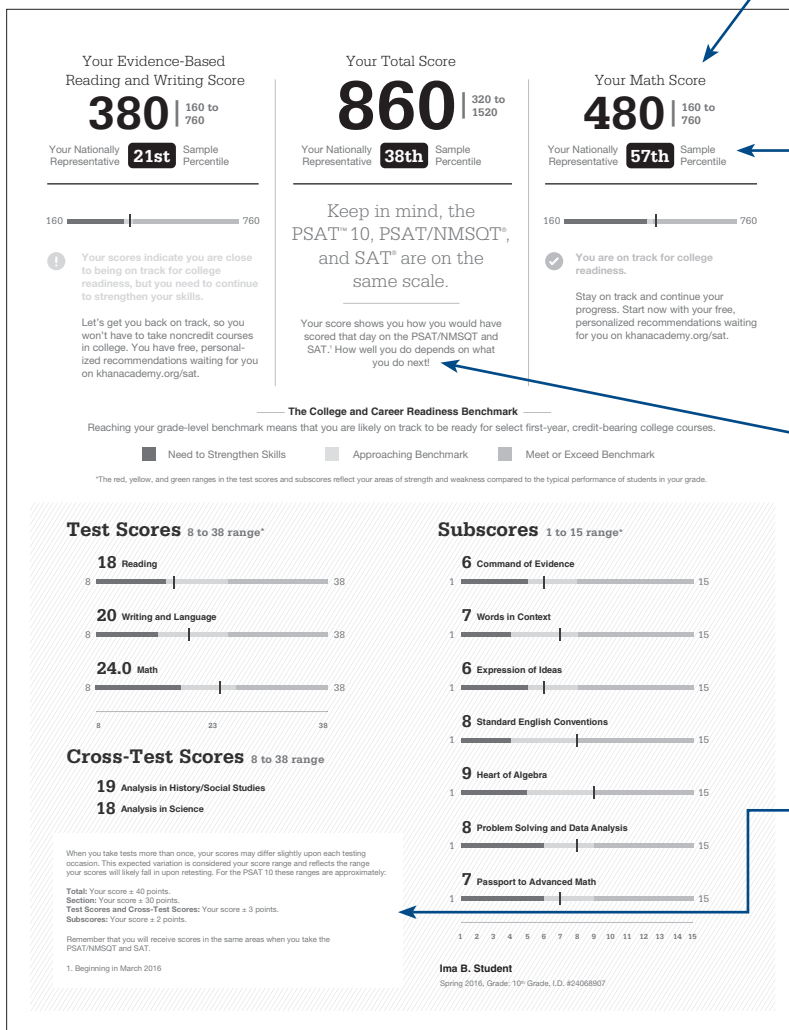 Your Evidence-Based
Reading and Writing Score
380 | 160 to
760
Your Nationally
Representative
21st
Sample
Percentile
160
760
Your scores indicate you are close
to being on track for college
readiness, but you need to continue
to strengthen your skills.
Let's get you back on track, so you
won't have to take noncredit courses
in college. You have free, personal-
ized recommendations waiting for you
on khanacademy.org/sat.
Your Total Score
860 | 320 to
1520
Your Nationally
Representative
38th
Sample
Percentile
Keep in mind, the
PSAT™ 10, PSAT/NMSQT®,
and SAT® are on the
same scale.
Your score shows you how you would have
scored that day on the PSAT/NMSQT and
SAT.¹ How well you do depends on what
you do next!
Your Math Score
480 | 160 to
760
Your Nationally
Representative
57th
Sample
Percentile
160
760
You are on track for college
readiness.
Stay on track and continue your
progress. Start now with your free,
personalized recommendations waiting
for you on khanacademy.org/sat.
The College and Career Readiness Benchmark
Reaching your grade-level benchmark means that you are likely on track to be ready for select first-year, credit-bearing college courses.
Need to Strengthen Skills Approaching Benchmark Meet or Exceed Benchmark
*The red, yellow, and green ranges in the test scores and subscores reflect your areas of strength and weakness compared to the typical performance of students in your grade.
Test Scores 8 to 38 range*
18 Reading
8 38
20 Writing and Language
8 38
24.0 Math
8 38
8 23 38
Cross-Test Scores 8 to 38 range
19 Analysis in History/Social Studies
18 Analysis in Science
When you take tests more than once, your scores may differ slightly upon each testing
occasion. This expected variation is considered your score range and reflects the range
your scores will likely fall in upon retesting. For the PSAT 10 these ranges are approximately:
Total: Your score ± 40 points.
Section: Your score ± 30 points.
Test Scores and Cross-Test Scores: Your score ± 3 points.
Subscores: Your score ± 2 points.
Remember that you will receive scores in the same areas when you take the
PSAT/NMSQT and SAT.
1. Beginning in March 2016
Subscores 1 to 15 range*
6 Command of Evidence
1 15
7 Words in Context
1 15
6 Expression of Ideas
1 15
8 Standard English Conventions
1 15
9 Heart of Algebra
1 15
8 Problem Solving and Data Analysis
1 15
7 Passport to Advanced Math
1 15
1 2 3 4 5 6 7 8 9 10 11 12 13 14 15
Ima B. Student
Spring 2016, Grade: 10th Grade, I.D. #24068907